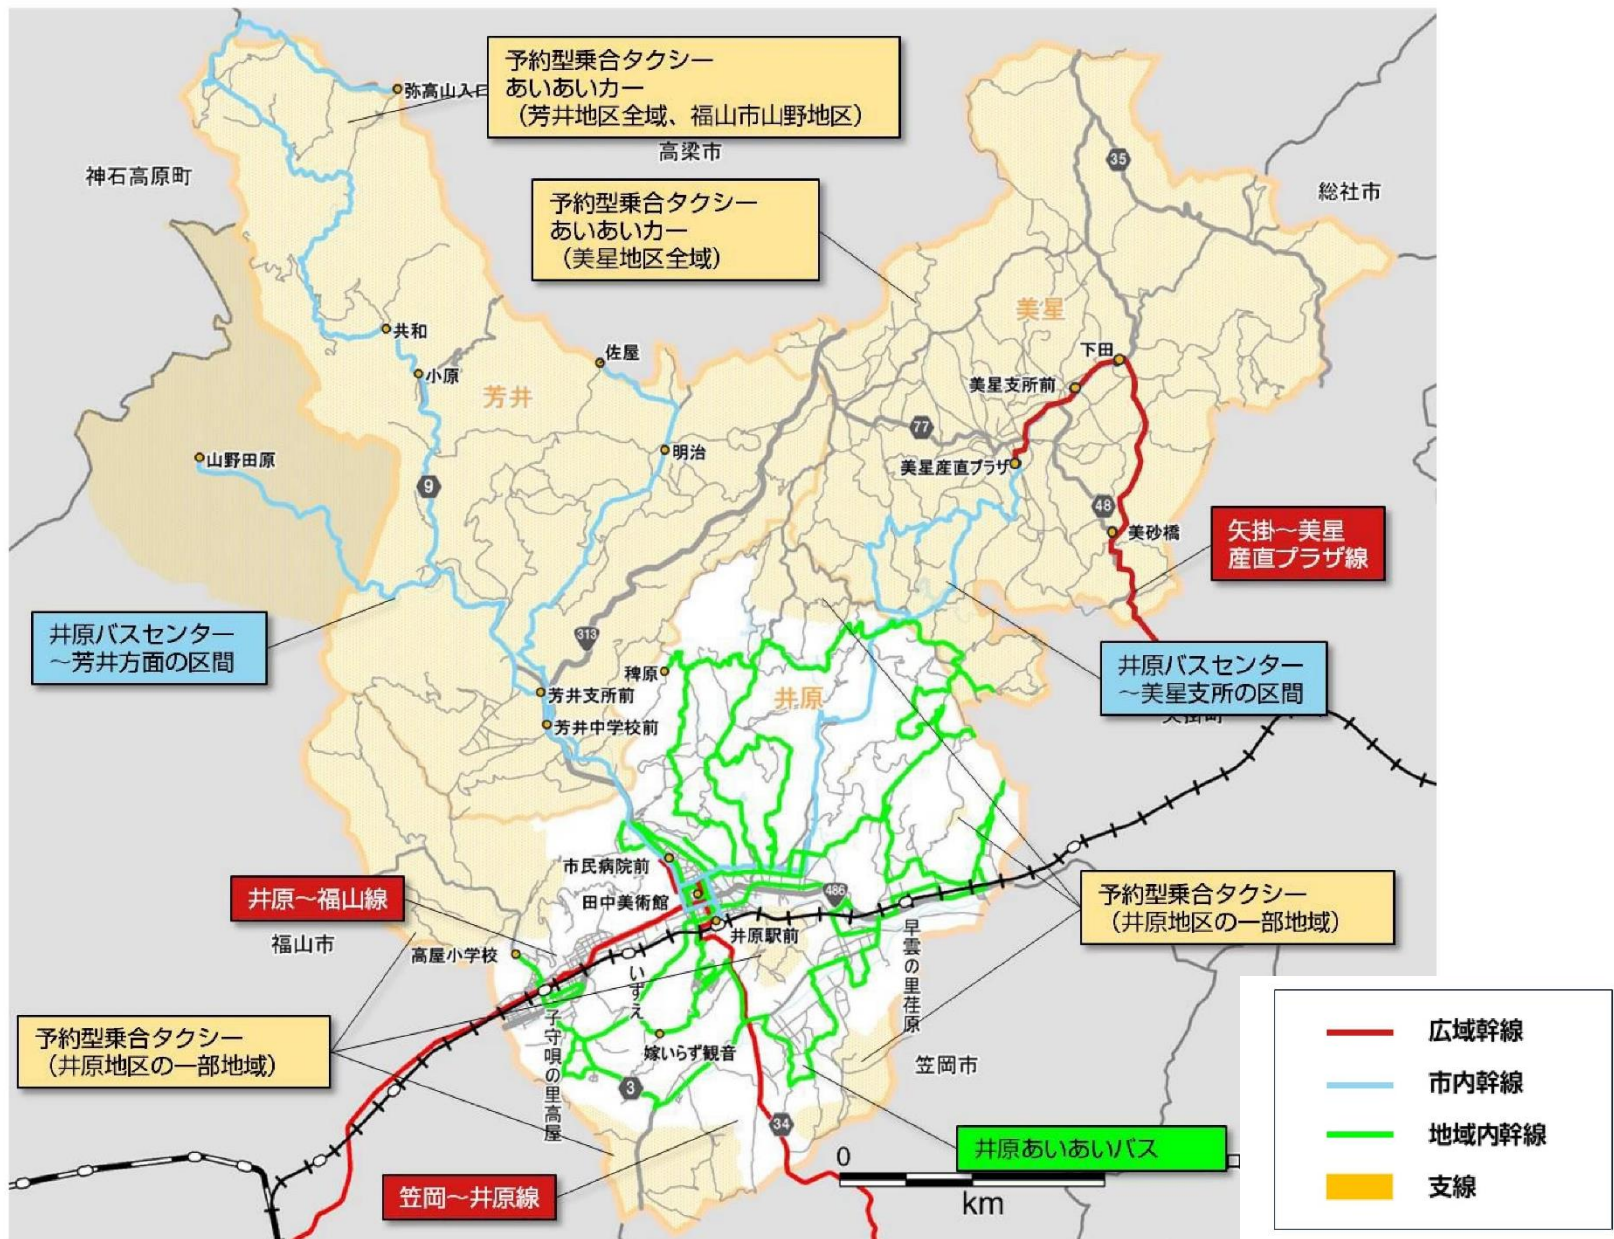 予約型乗合タクシー
あいあいカー
（芳井地区全域、福山市山野地区）
弥高山入口
高梁市
神石高原町
35
総社市
予約型乗合タクシー
あいあいカー
（美星地区全域）
美星
共和
佐屋
下田
小原
芳井
美星支所前
77
明治
山野田原
美星産直プラザ
9
48
美砂橋
矢掛～美星
産直プラザ線
井原バスセンター
～芳井方面の区間
313
稗原
井原
井原バスセンター
～美星支所の区間
芳井支所前
芳井中学校前
市民病院前
井原～福山線
田中美術館
486
予約型乗合タクシー
（井原地区の一部地域）
福山市
高屋小学校
井原駅前
いずえ
早雲の里荏原
子守唄の里高屋
予約型乗合タクシー
（井原地区の一部地域）
嫁いらず観音
笠岡市
3
34
井原あいあいバス
笠岡～井原線
0
km
広域幹線
市内幹線
地域内幹線
支線